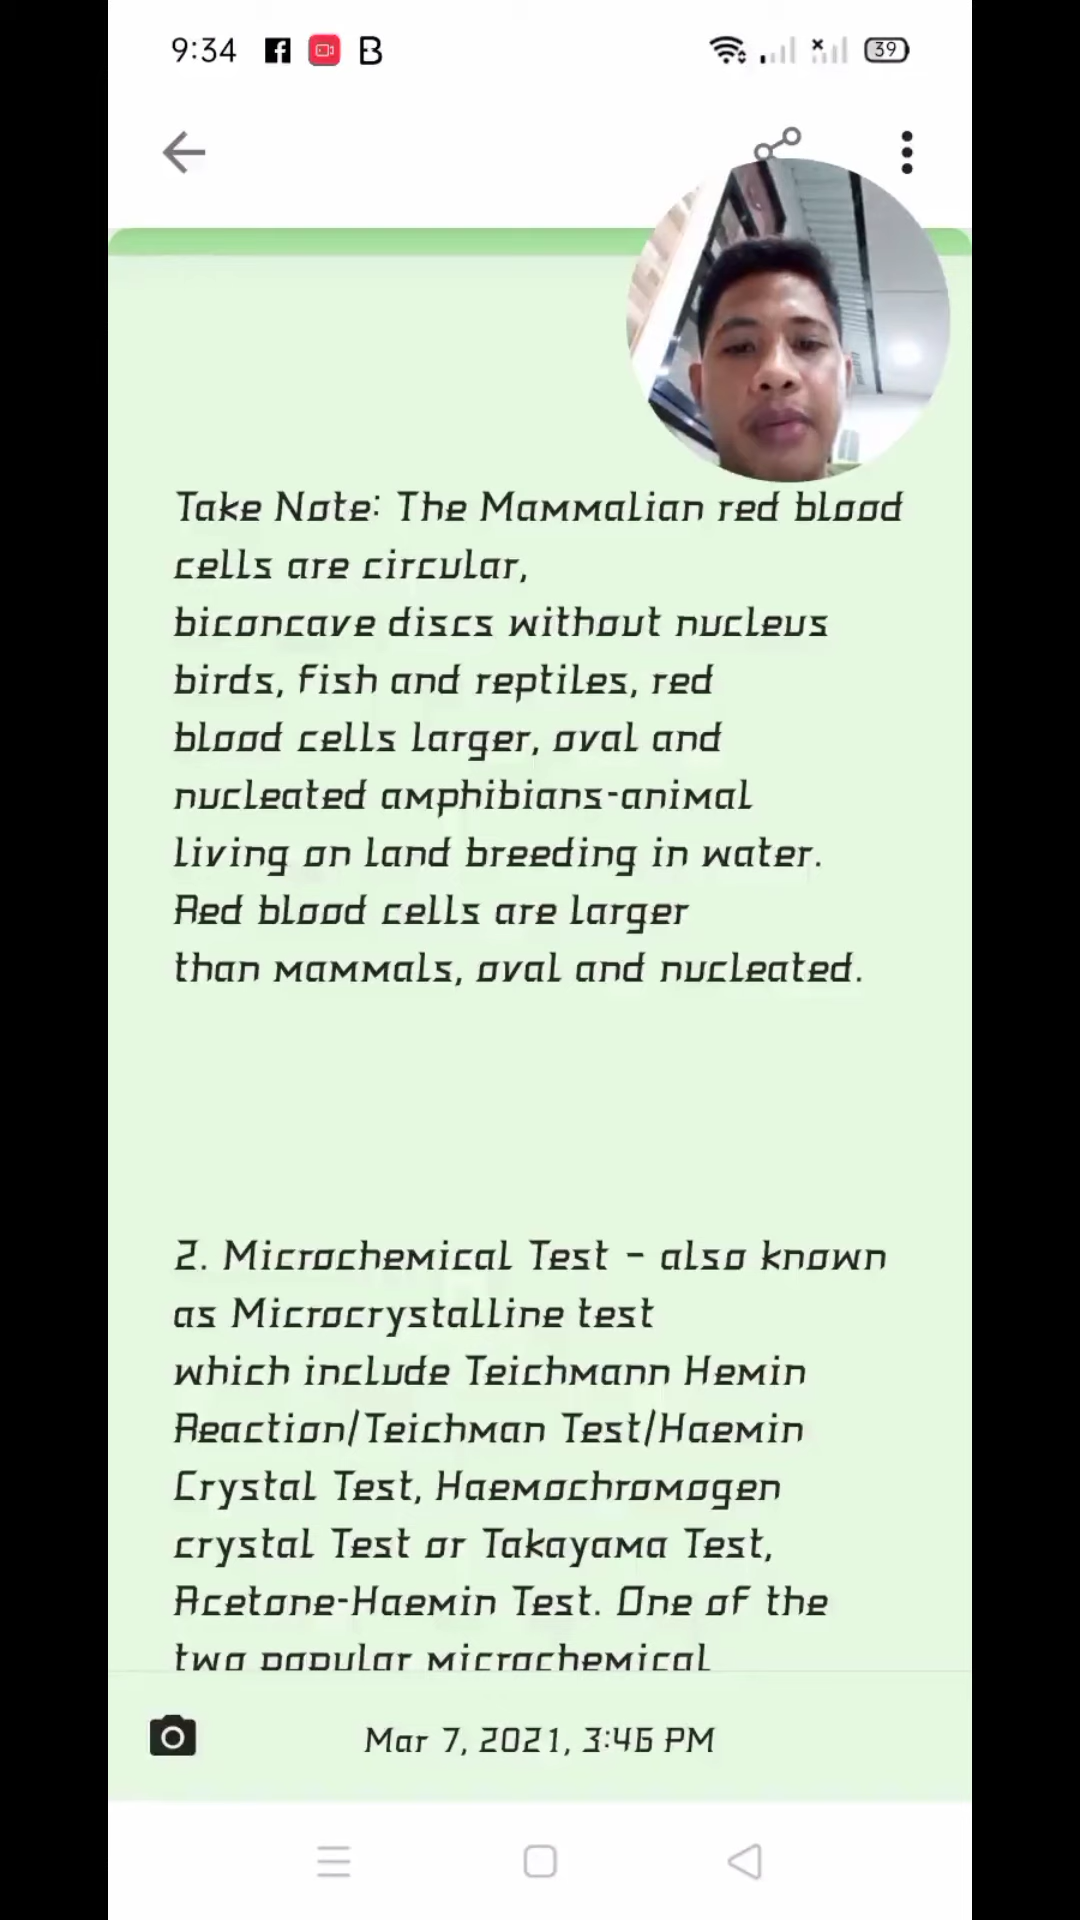 9:34
39
Take Note: The Mammalian red blood
cells are circular,
biconcave discs without nucleus
birds, fish and reptiles, red
blood cells larger, oval and
nucleated amphibians-animal
living on land breeding in water.
Red blood cells are larger
than mammals, oval and nucleated.
2. Microchemical Test - also known
as Microcrystalline test
which include Teichmann Hemin
Reaction/Teichman Test/Haemin
Crystal Test, Haemochromogen
crystal Test or Takayama Test,
Acetone-Haemin Test. One of the
two popular microchemical
Mar 7, 2021, 3:46 PM